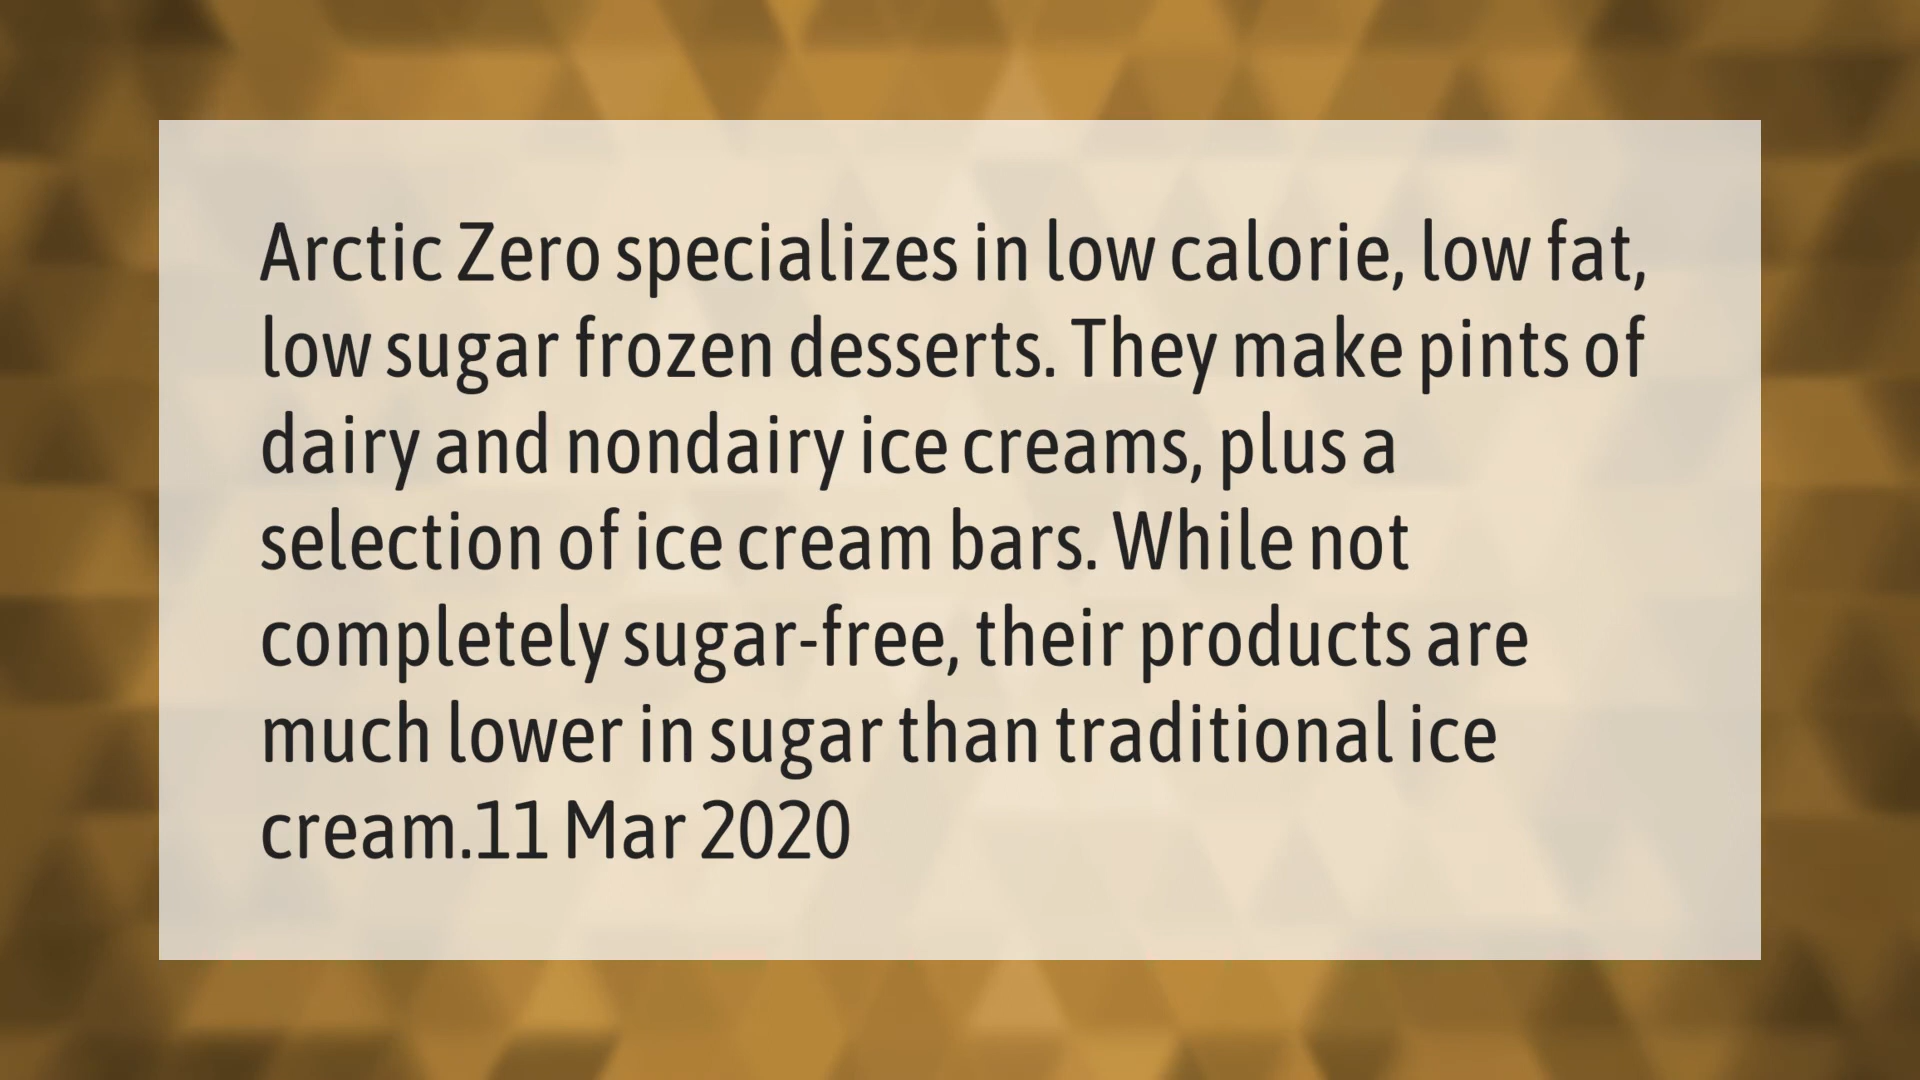 Arctic Zero specializes in low calorie, low fat,
low sugar frozen desserts. They make pints of
dairy and nondairy ice creams, plus a
selection of ice cream bars. While not
completely sugar-free, their products are
much lower in sugar than traditional ice
cream.11 Mar 2020